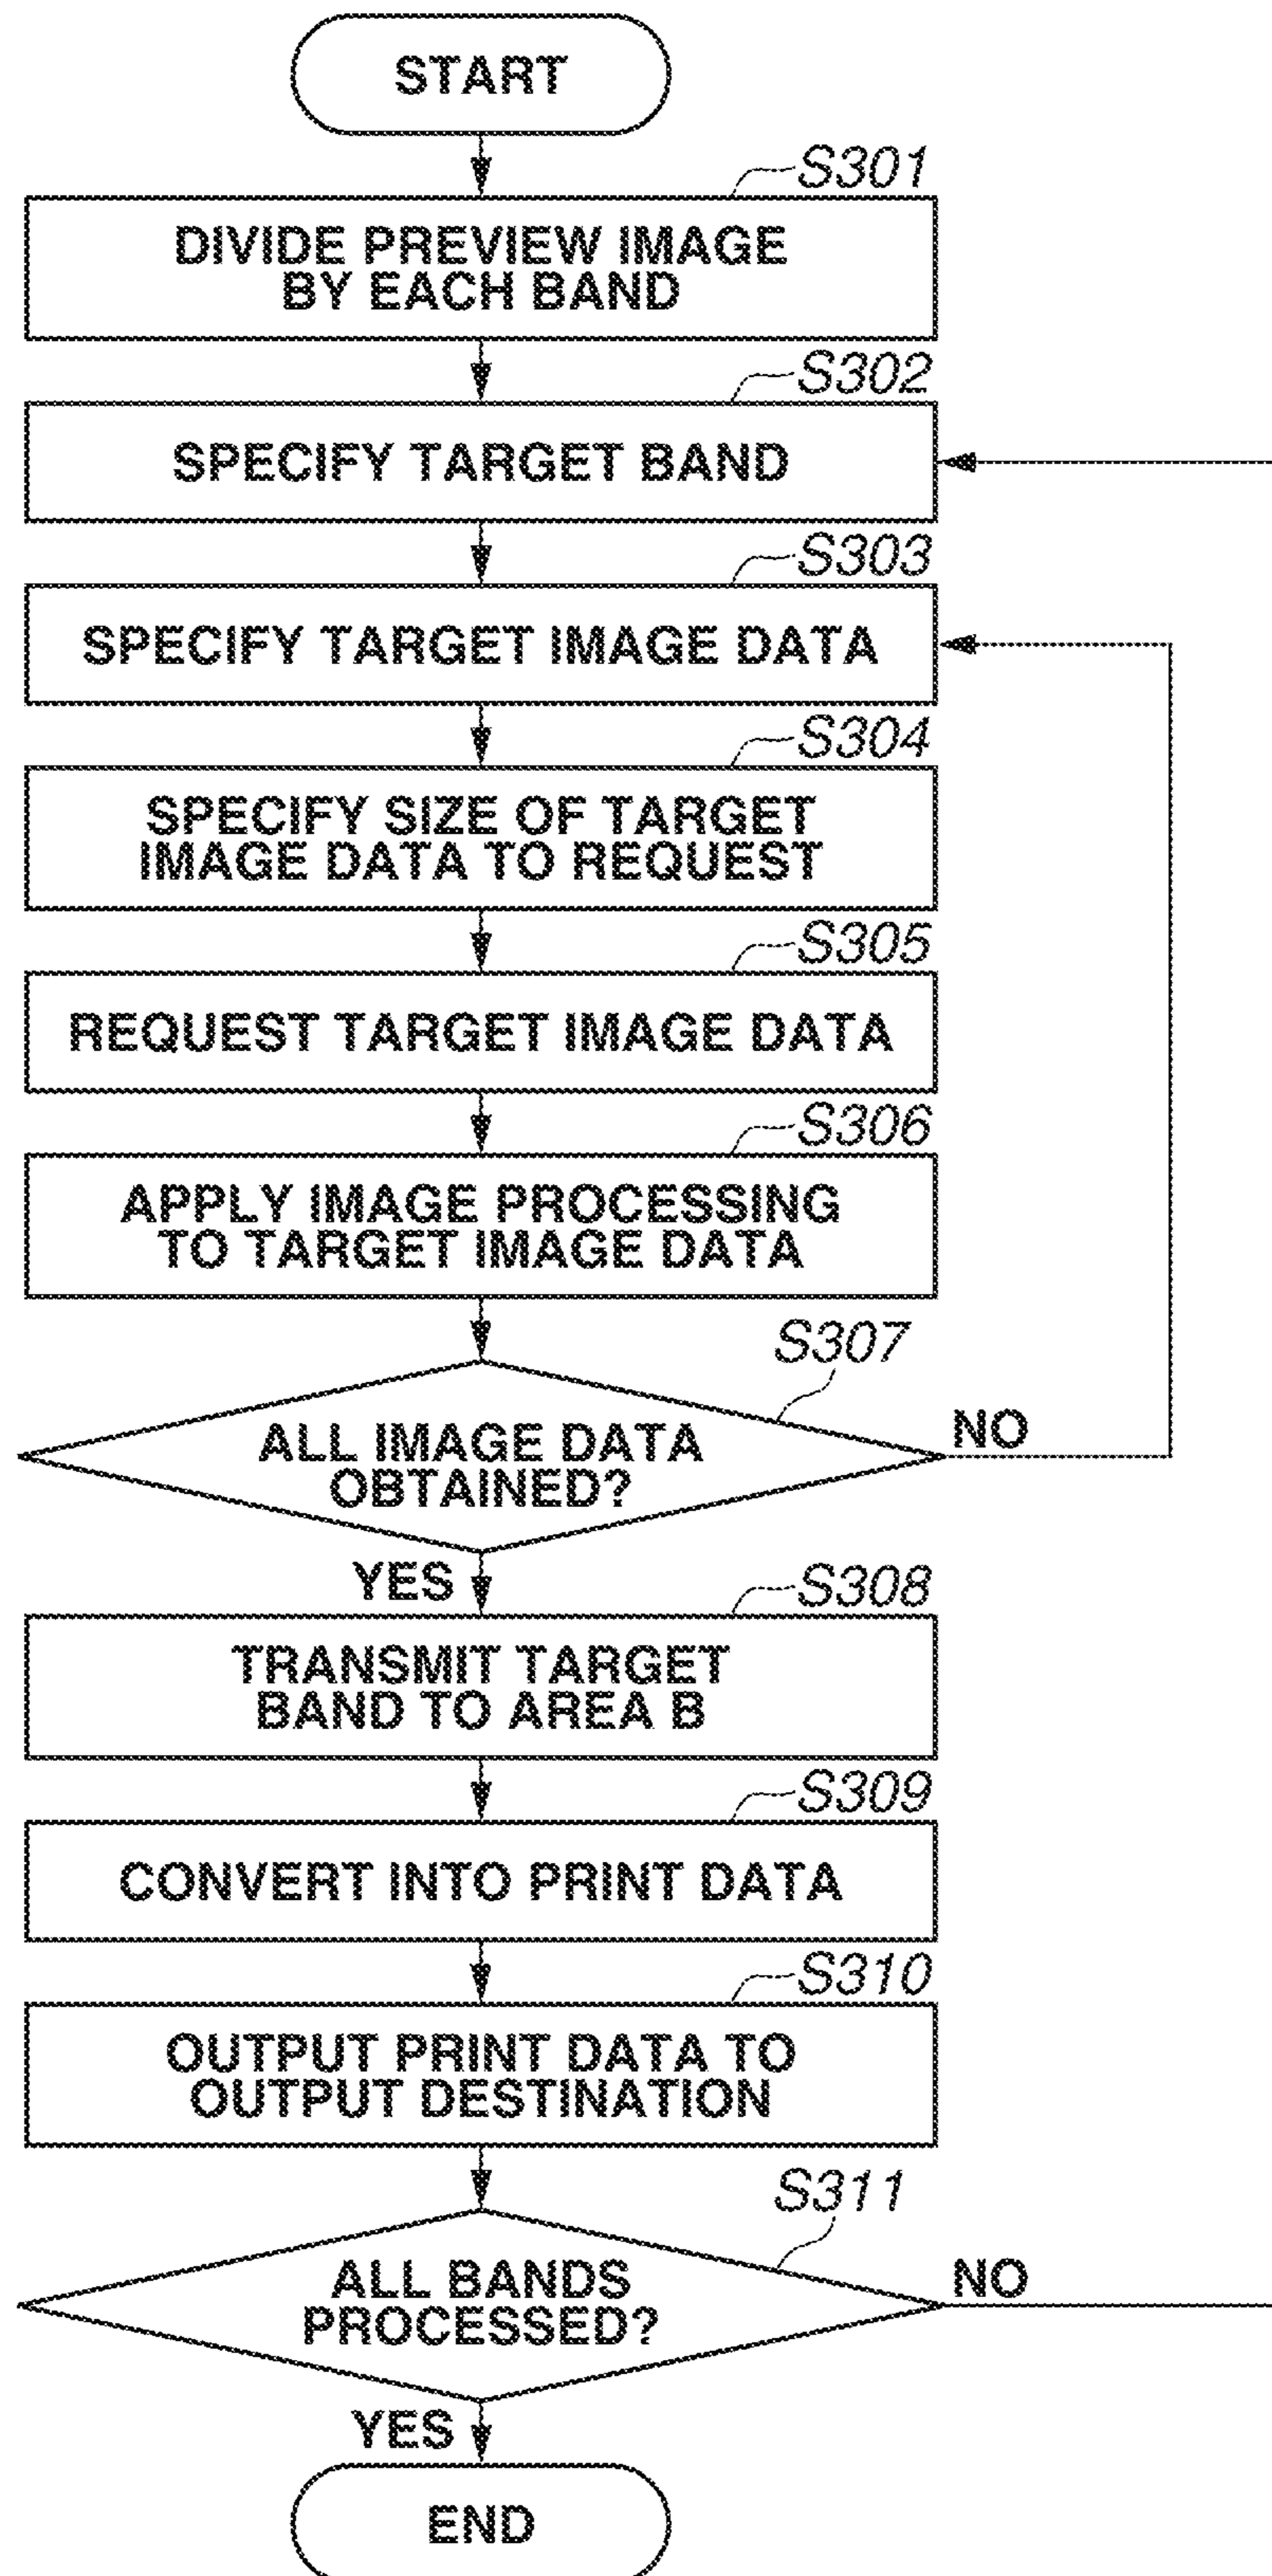 START
S301
DIVIDE PREVIEW IMAGE
BY EACH BAND
S302
SPECIFY TARGET BAND
S303
SPECIFY TARGET IMAGE DATA
S304
SPECIFY SIZE OF TARGET
IMAGE DATA TO REQUEST
S305
REQUEST TARGET IMAGE DATA
S306
APPLY IMAGE PROCESSING
TO TARGET IMAGE DATA
S307
ALL IMAGE DATA
OBTAINED?
NO
YES
S308
TRANSMIT TARGET
BAND TO AREA B
S309
CONVERT INTO PRINT DATA
S310
OUTPUT PRINT DATA TO
OUTPUT DESTINATION
S311
ALL BANDS
PROCESSED?
NO
YES
END